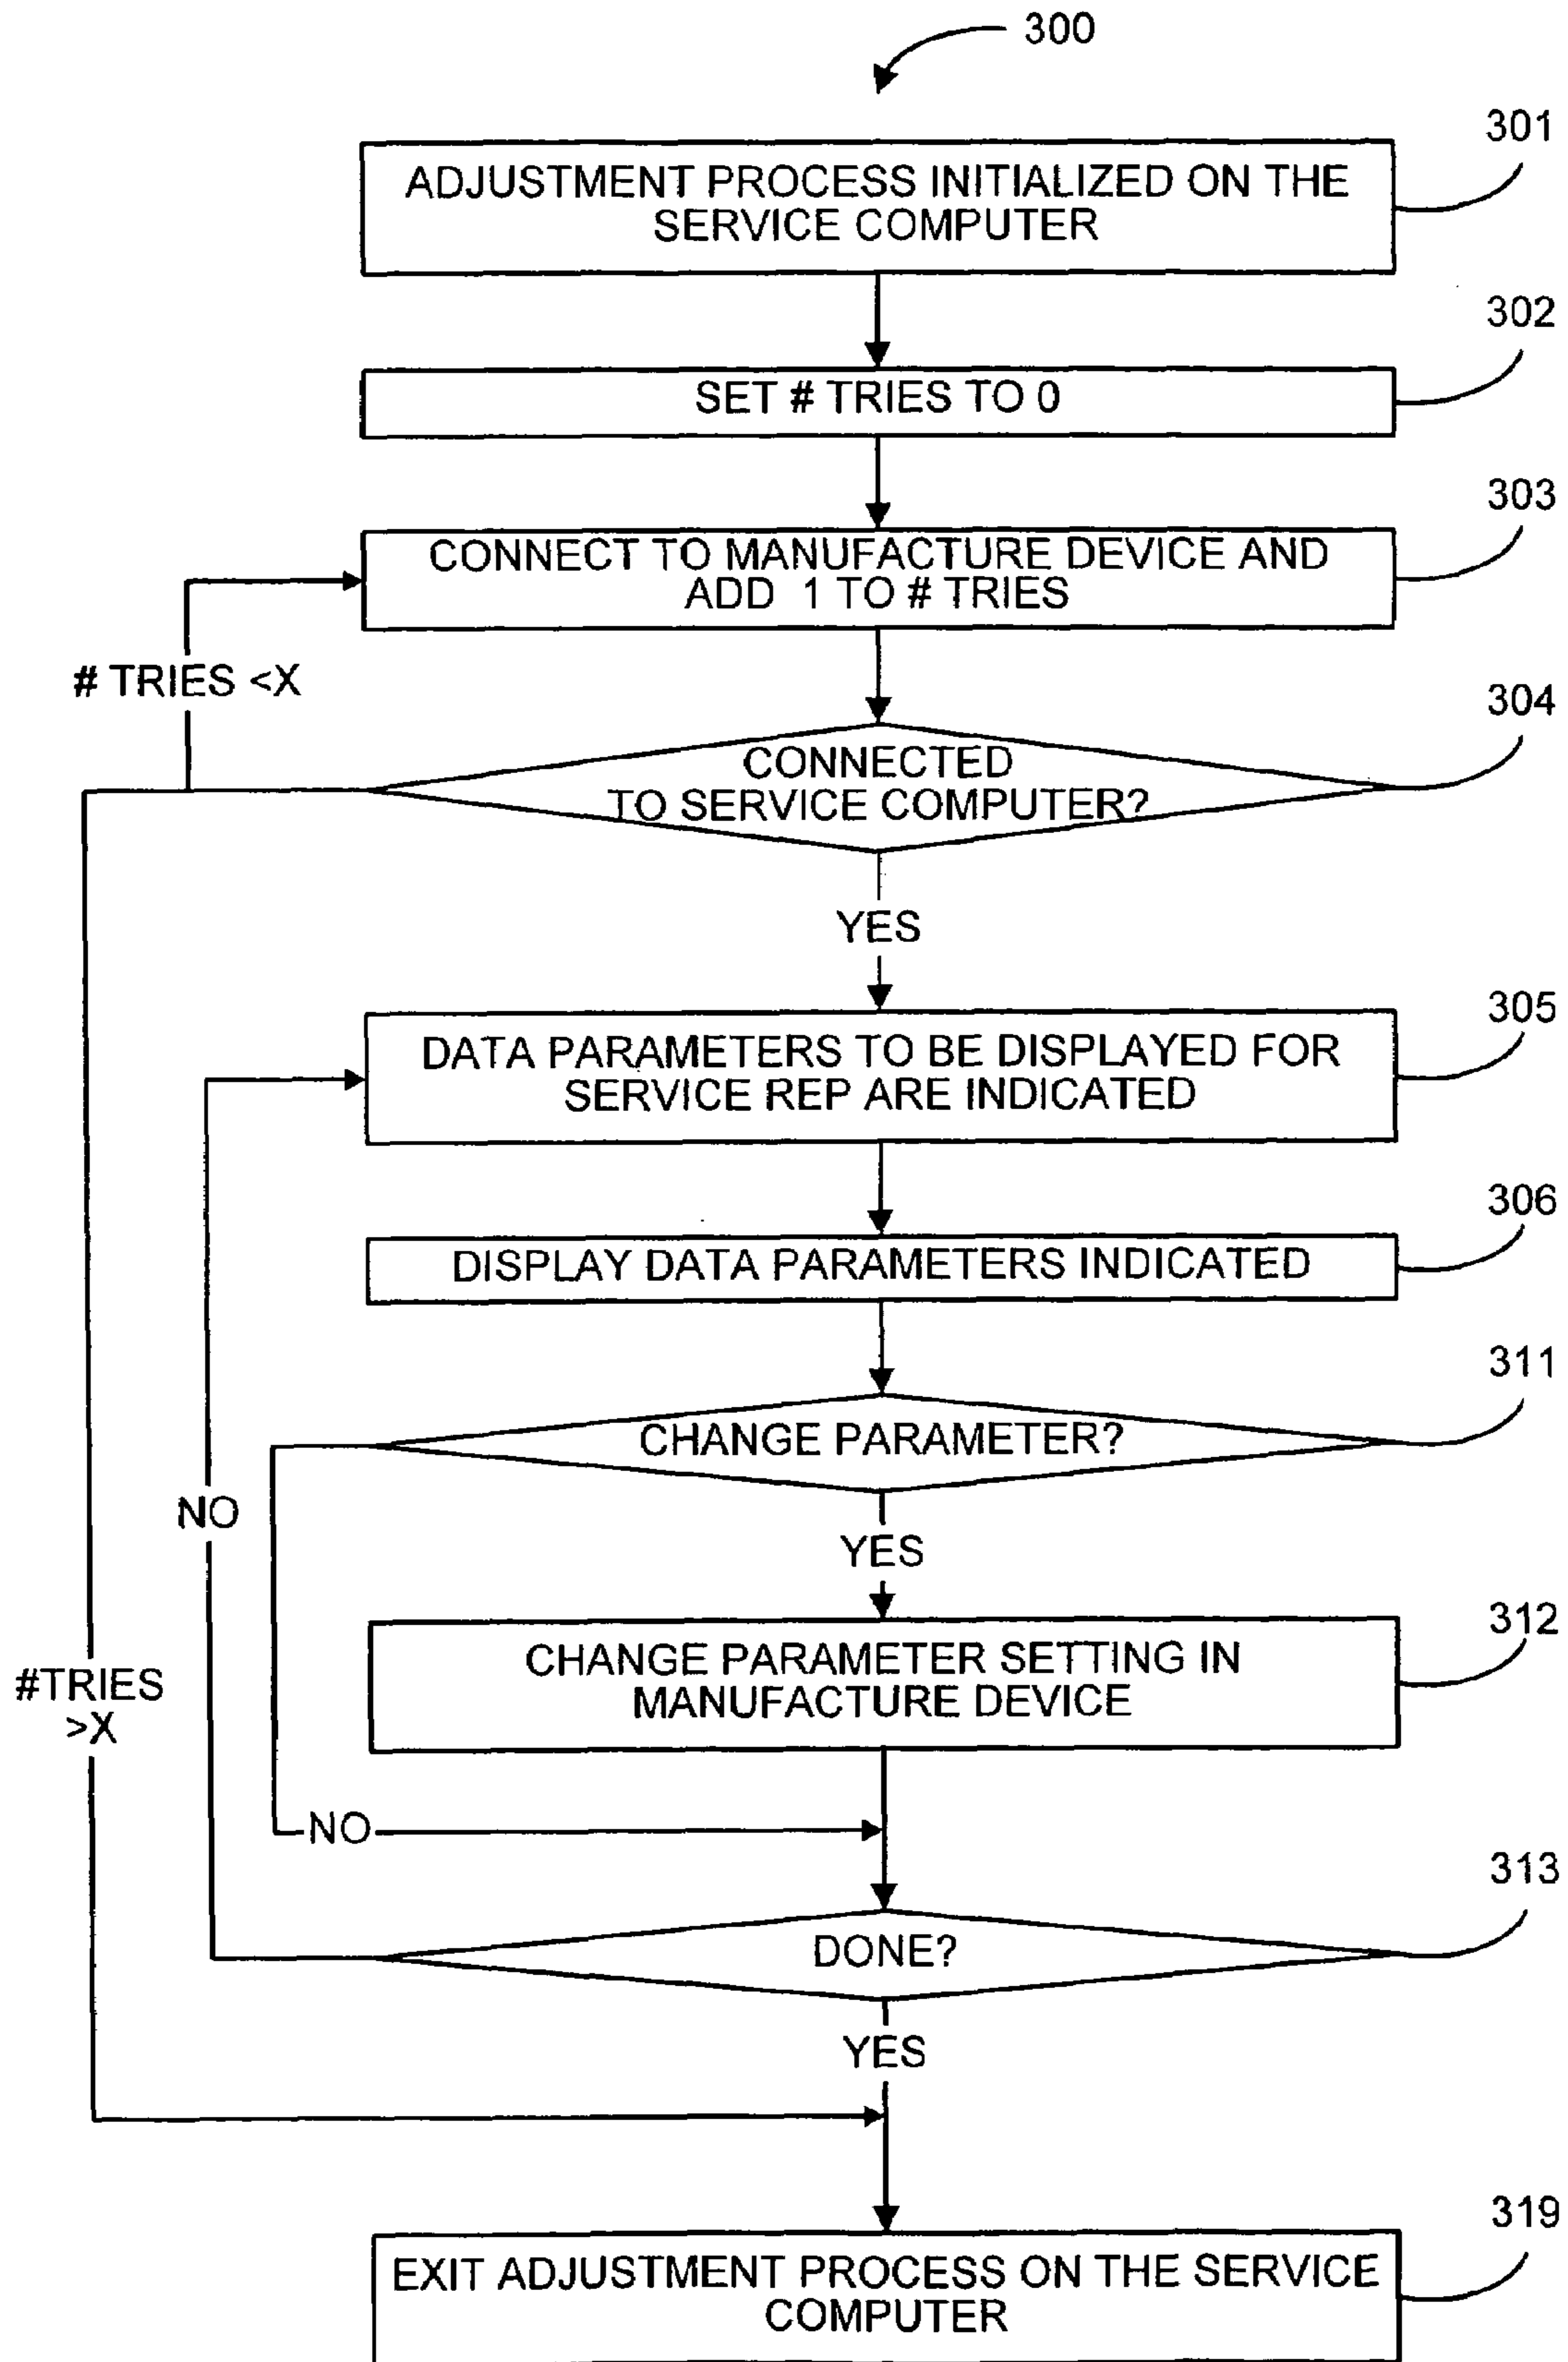 300
301
ADJUSTMENT PROCESS INITIALIZED ON THE
SERVICE COMPUTER
302
SET # TRIES TO 0
303
CONNECT TO MANUFACTURE DEVICE AND
ADD 1 TO # TRIES
# TRIES <X
304
CONNECTED
TO SERVICE COMPUTER?
YES
305
DATA PARAMETERS TO BE DISPLAYED FOR
SERVICE REP ARE INDICATED
306
DISPLAY DATA PARAMETERS INDICATED
311
CHANGE PARAMETER?
NO
YES
312
CHANGE PARAMETER SETTING IN
MANUFACTURE DEVICE
#TRIES
>X
NO
313
DONE?
YES
319
EXIT ADJUSTMENT PROCESS ON THE SERVICE
COMPUTER